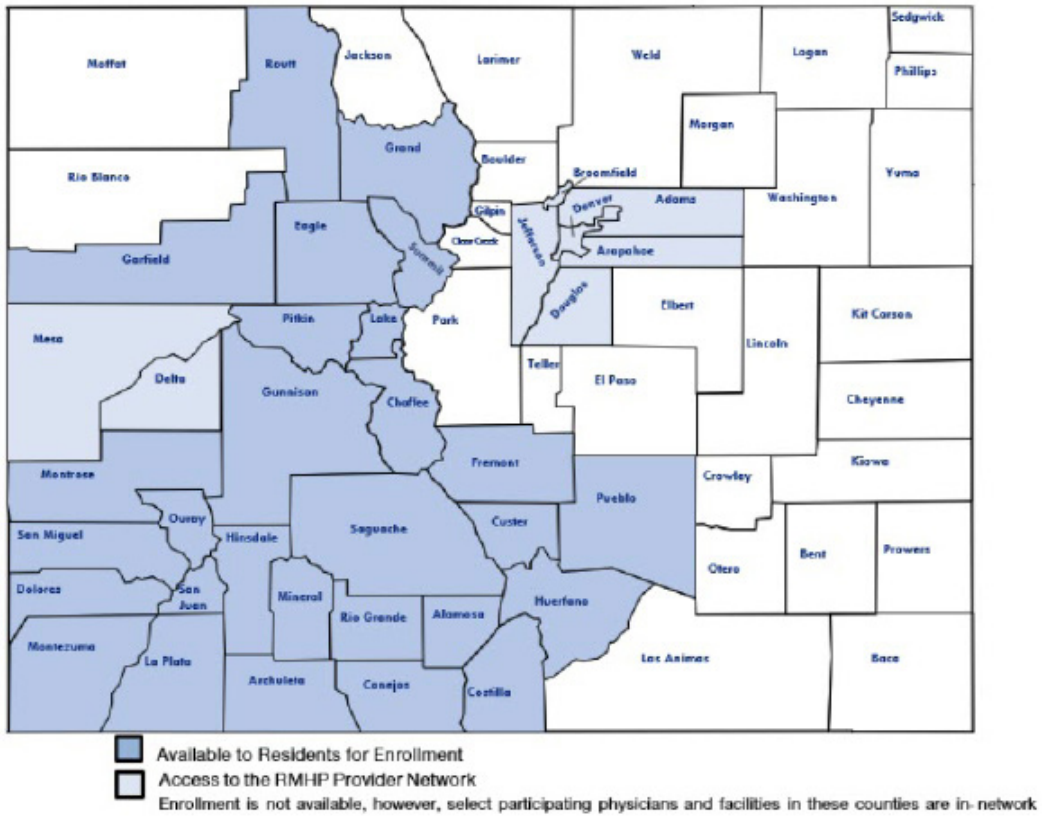 Sedgwick
Moffat
Routt
Jackson
Larimer
Weld
Logan
Phillips
Morgan
Grand
Boulder
Rio Blanco
Broomfield
Yuma
Washington
Adams
Denver
Gilpin
Eagle
Jefferson
Clear Creek
Summit
Arapahoe
Garfield
Douglas
Elbert
Kit Carson
Pitkin
Lake
Park
Mesa
Lincoln
Teller
Delta
El Paso
Gunnison
Chaffee
Cheyenne
Fremont
Kiowa
Montrose
Crowley
Pueblo
Ouray
Custer
Saguache
San Miguel
Hinsdale
Prowers
Bent
Otero
Dolores
San
Juan
Mineral
Huerfano
Rio Grande
Alamosa
Montezuma
La Plata
Las Animas
Baca
Archuleta
Conejos
Costilla
Available to Residents for Enrollment
Access to the RMHP Provider Network
Enrollment is not available, however, select participating physicians and facilities in these counties are in-network